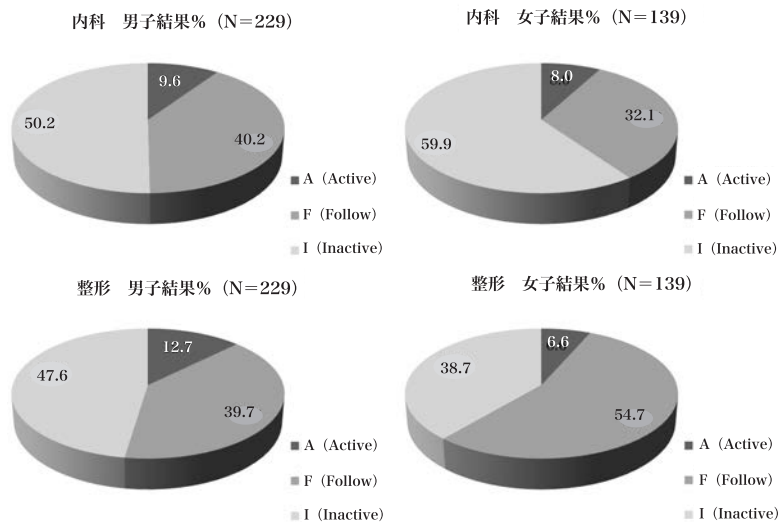 内科　男子結果％（N＝229）
9.6
50.2
40.2
A（Active）
F（Follow）
I（Inactive）
内科　女子結果％（N＝139）
8.0
32.1
59.9
A（Active）
F（Follow）
I（Inactive）
整形　男子結果％（N＝229）
12.7
47.6
39.7
A（Active）
F（Follow）
I（Inactive）
整形　女子結果％（N＝139）
6.6
38.7
54.7
A（Active）
F（Follow）
I（Inactive）